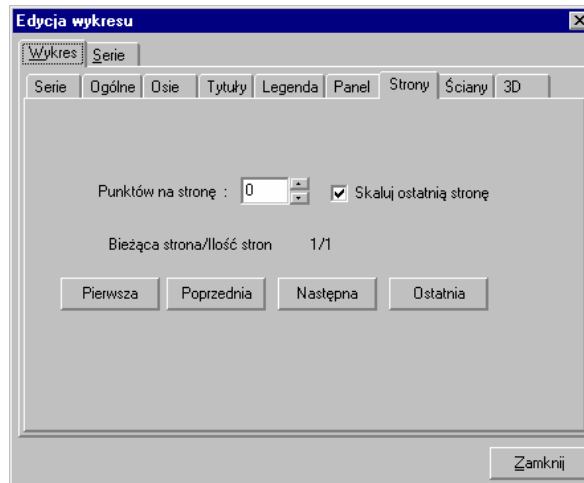 Edycja wykresu
Wykres Serie
Serie Ogólne Osie Tytuły Legenda Panel Strony Ściany 3D
Punktów na stronę : 0 Skaluj ostatnią stronę
Bieżąca strona/Ilość stron 1/1
Pierwsza Poprzednia Następna Ostatnia
Zamknij